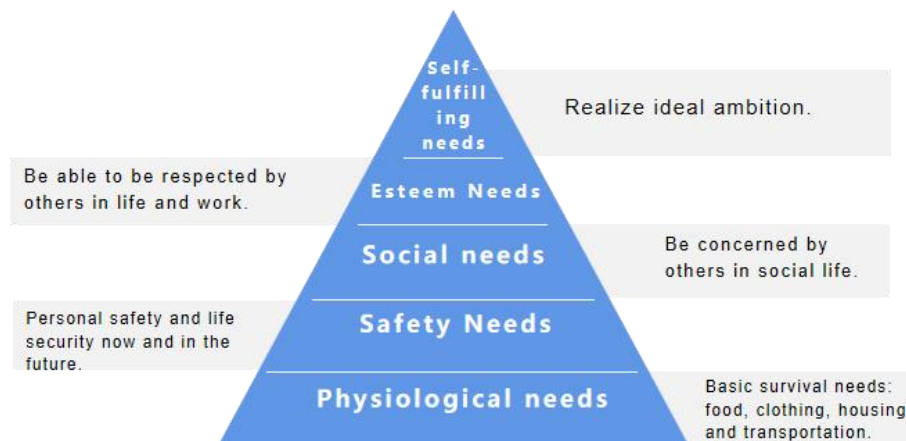 Self-
fulfill
ing
needs
Realize ideal ambition.
Be able to be respected by
others in life and work.
Esteem Needs
Social needs
Be concerned by
others in social life.
Personal safety and life
security now and in the
future.
Safety Needs
Physiological needs
Basic survival needs:
food, clothing, housing
and transportation.